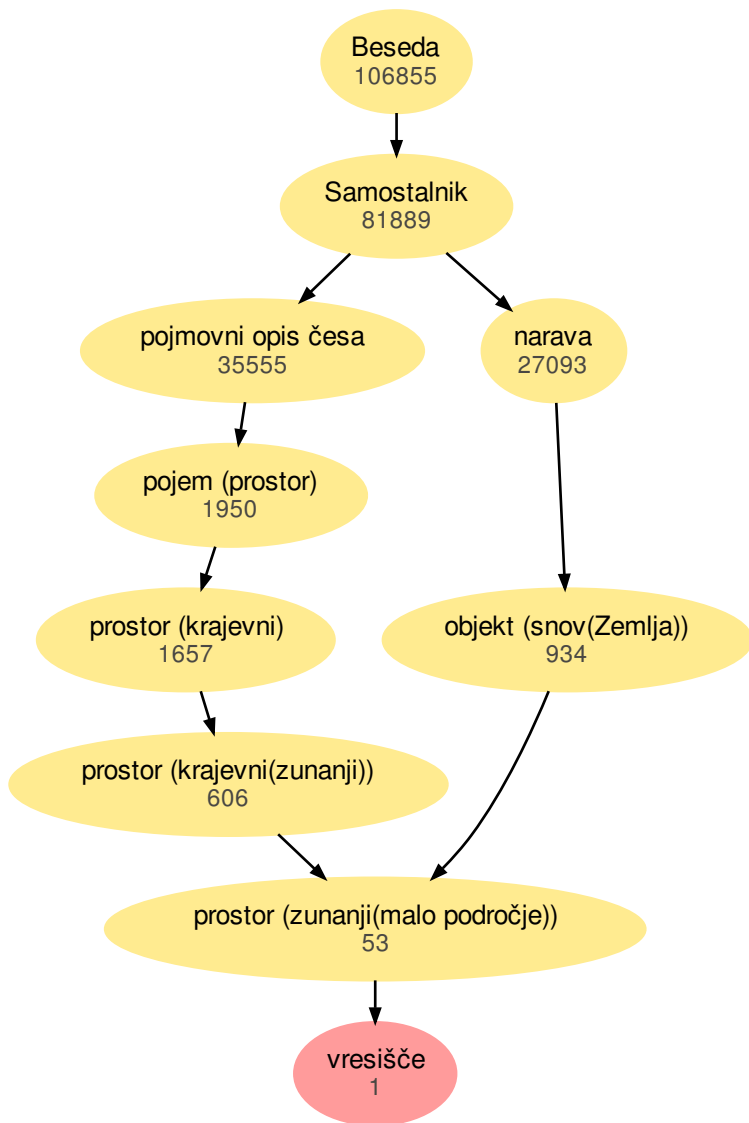 Beseda
106855
Samostalnik
81889
pojmovni opis česa
35555
narava
27093
pojem (prostor)
1950
prostor (krajevni)
1657
objekt (snov(Zemlja))
934
prostor (krajevni(zunanji))
606
prostor (zunanji(malo področje))
53
vresišče
1